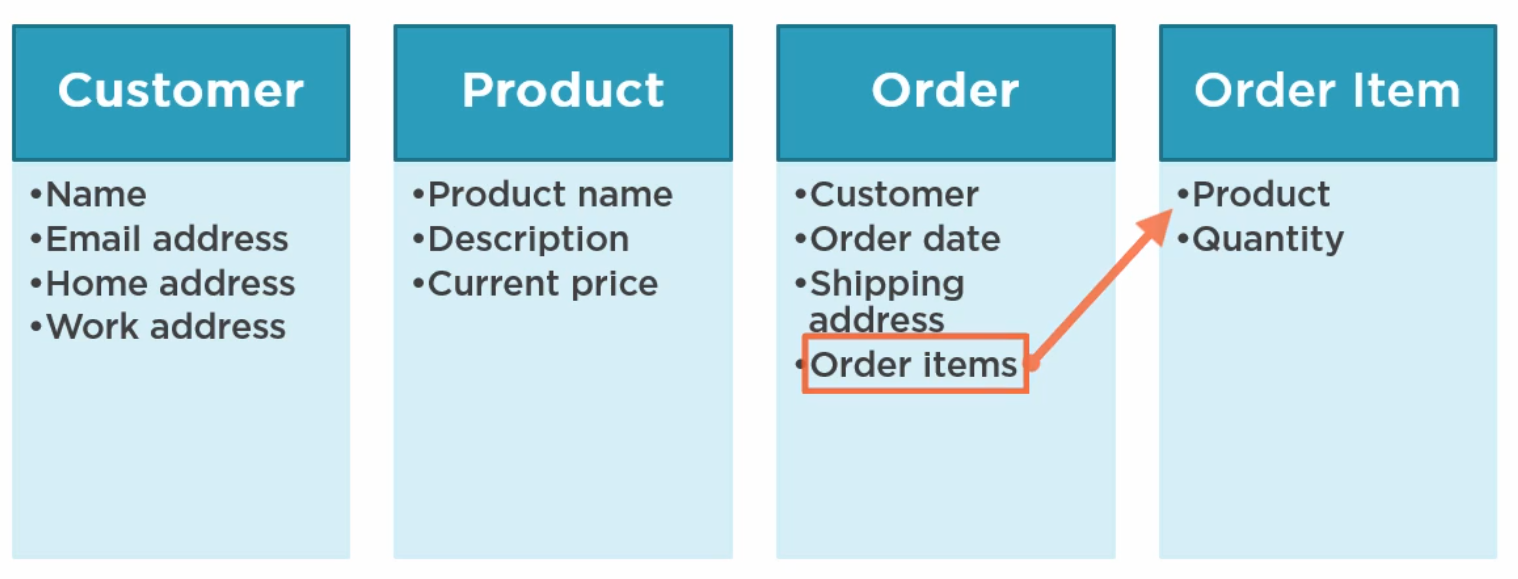 Customer
•Name
•Email address
•Home address
•Work address
Product
•Product name
•Description
•Current price
Order
•Customer
•Order date
•Shipping
address
•Order items
Order Item
•Product
•Quantity